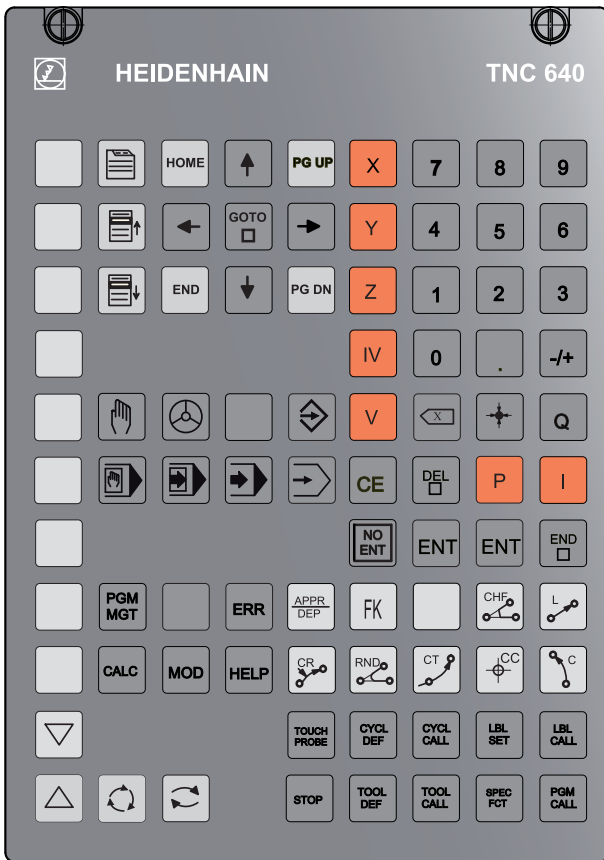 HEIDENHAIN TNC 640
HOME PG UP X 7 8 9
GOTO Y 4 5 6
END PG DN Z 1 2 3
IV 0 . -/+
V X Q
CE DEL P I
NO ENT ENT ENT END
PGM MGT ERR APPR DEP FK CHF L
CALC MOD HELP CR RND CT CC C
TOUCH PROBE CYCL DEF CYCL CALL LBL SET LBL CALL
STOP TOOL DEF TOOL CALL SPEC FCT PGM CALL